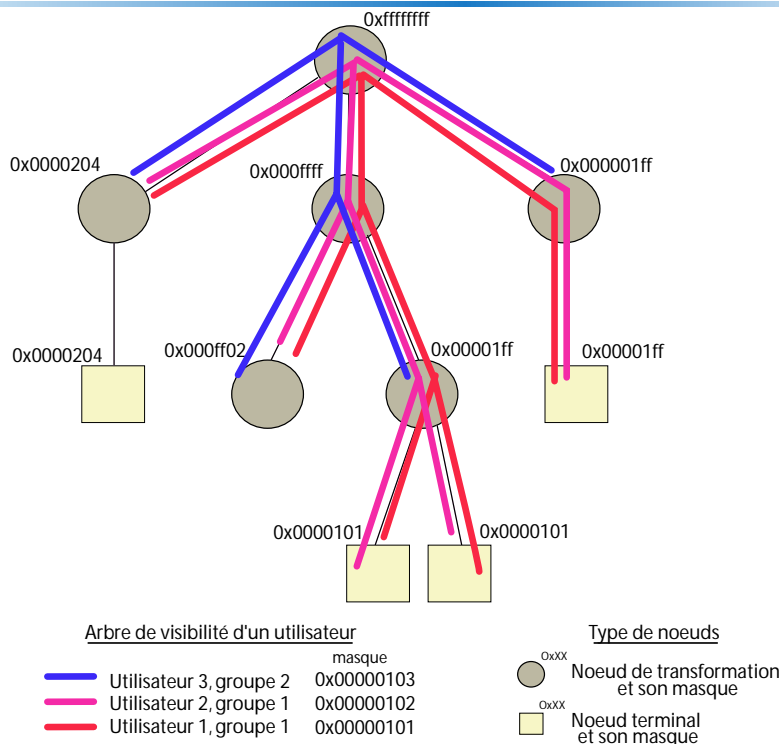 0xffffffff
0x0000204
0x000ffff
0x000001ff
0x0000204
0x000ff02
0x00001ff
0x00001ff
0x0000101
0x0000101
Arbre de visibilité d'un utilisateur
masque
Utilisateur 3, groupe 2 0x00000103
Utilisateur 2, groupe 1 0x00000102
Utilisateur 1, groupe 1 0x00000101
Type de noeuds
OxXX
Noeud de transformation
et son masque
OxXX
Noeud terminal
et son masque